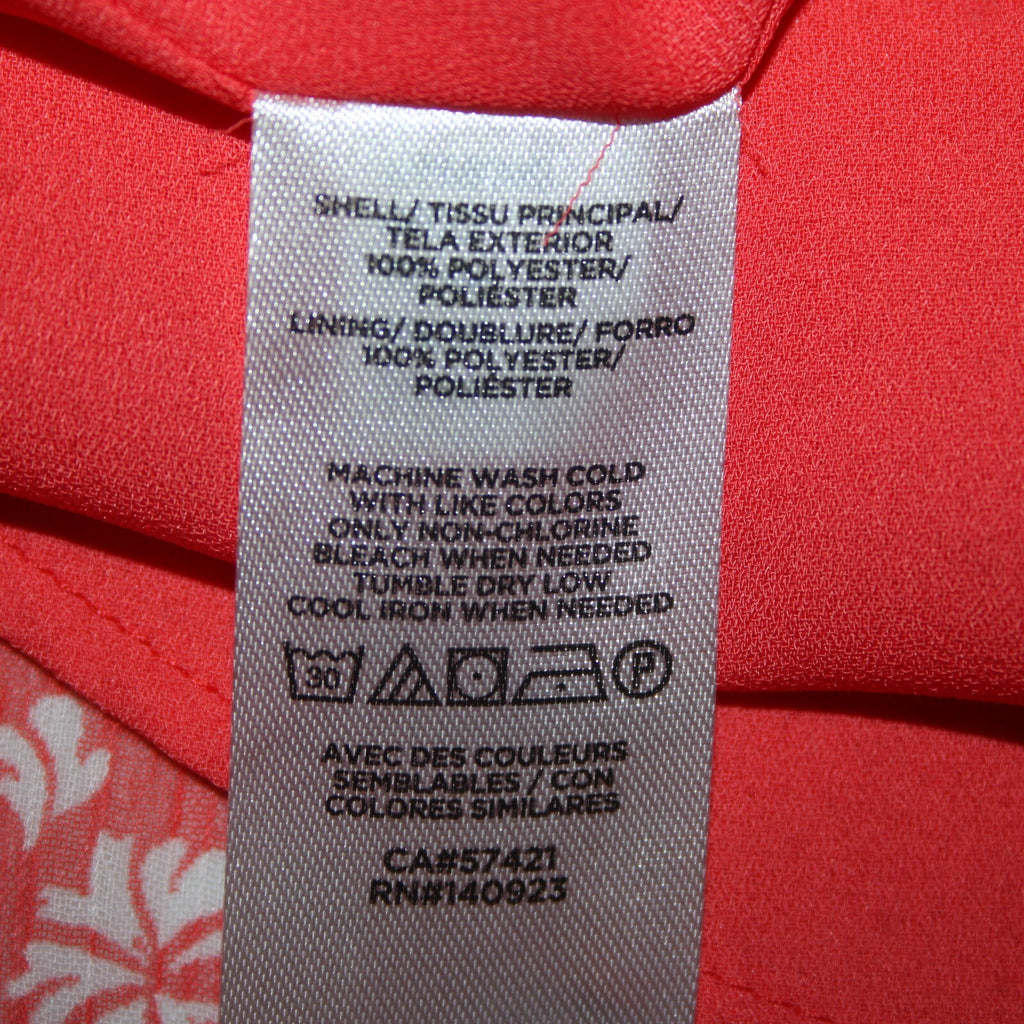 SHELL/ TISSU PRINCIPAL/
TELA EXTERIOR
100% POLYESTER/
POLIÉSTER
LINING/ DOUBLURE/ FORRO
100% POLYESTER/
POLIÉSTER
MACHINE WASH COLD
WITH LIKE COLORS
ONLY NON-CHLORINE
BLEACH WHEN NEEDED
TUMBLE DRY LOW
COOL IRON WHEN NEEDED
30 P
AVEC DES COULEURS
SEMBLABLES / CON
COLORES SIMILARES
CA#57421
RN#140923